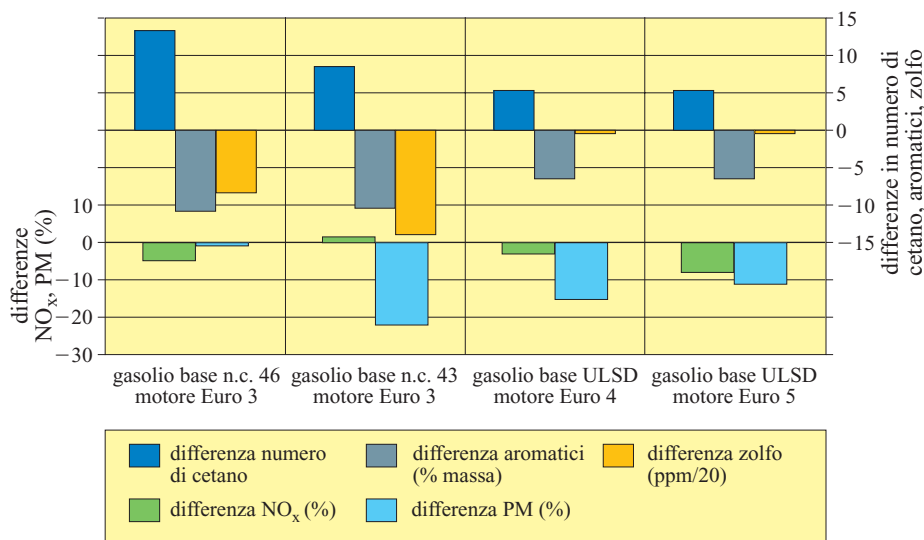 15
10
5
0
−5
−10
−15
differenze in numero di
cetano, aromatici, zolfo
10
0
−10
−20
−30
differenze
NOx, PM (%)
gasolio base n.c. 46
motore Euro 3
gasolio base n.c. 43
motore Euro 3
gasolio base ULSD
motore Euro 4
gasolio base ULSD
motore Euro 5
differenza numero
di cetano
differenza aromatici
(% massa)
differenza zolfo
(ppm/20)
differenza NOx (%)
differenza PM (%)